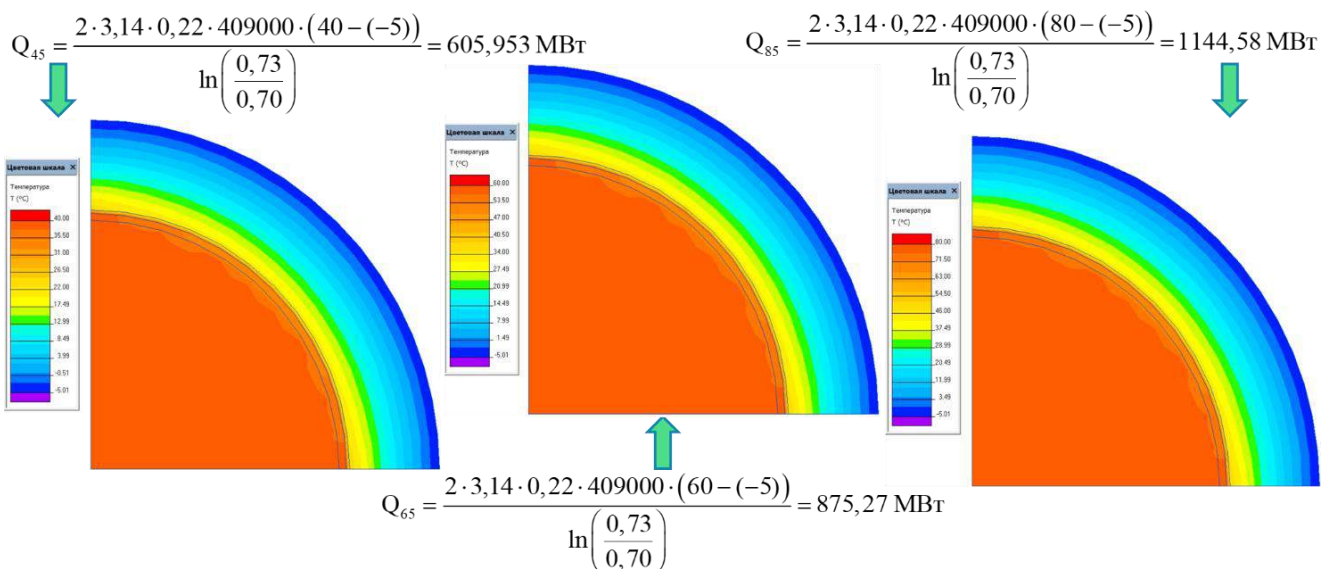 Q₄₅ = 2·3,14·0,22·409000·(40−(−5)) / ln(0,73/0,70) = 605,953 МВт
Q₈₅ = 2·3,14·0,22·409000·(80−(−5)) / ln(0,73/0,70) = 1144,58 МВт
Цветовая шкала ×
Температура
T (°C)
40.00
35.50
31.00
26.50
22.00
17.49
12.99
8.49
3.99
-0.51
-5.01
Цветовая шкала ×
Температура
T (°C)
60.00
53.50
47.00
40.50
34.00
27.49
20.99
14.49
7.99
1.49
-5.01
Цветовая шкала ×
Температура
T (°C)
80.00
71.50
63.00
54.50
46.00
37.49
28.99
20.49
11.99
3.49
-5.01
Q₆₅ = 2·3,14·0,22·409000·(60−(−5)) / ln(0,73/0,70) = 875,27 МВт